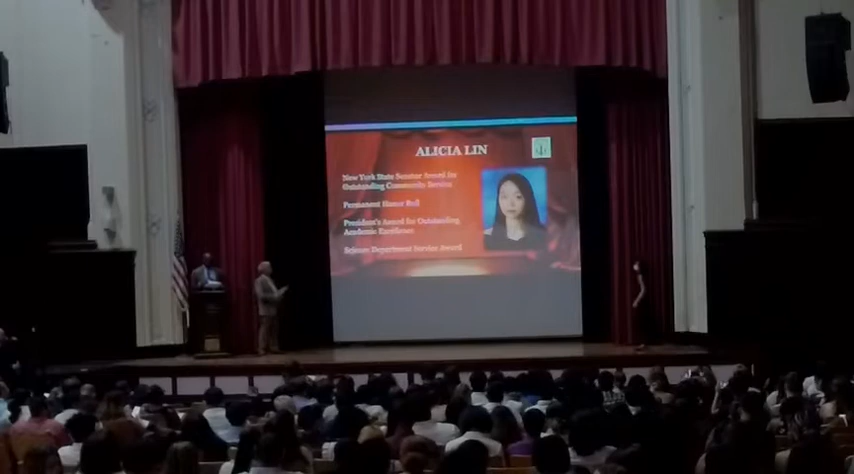 ALICIA LIN
New York State Senator Award for
Outstanding Community Service
Permanent Honor Roll
President's Award for Outstanding
Academic Excellence
Science Department Service Award